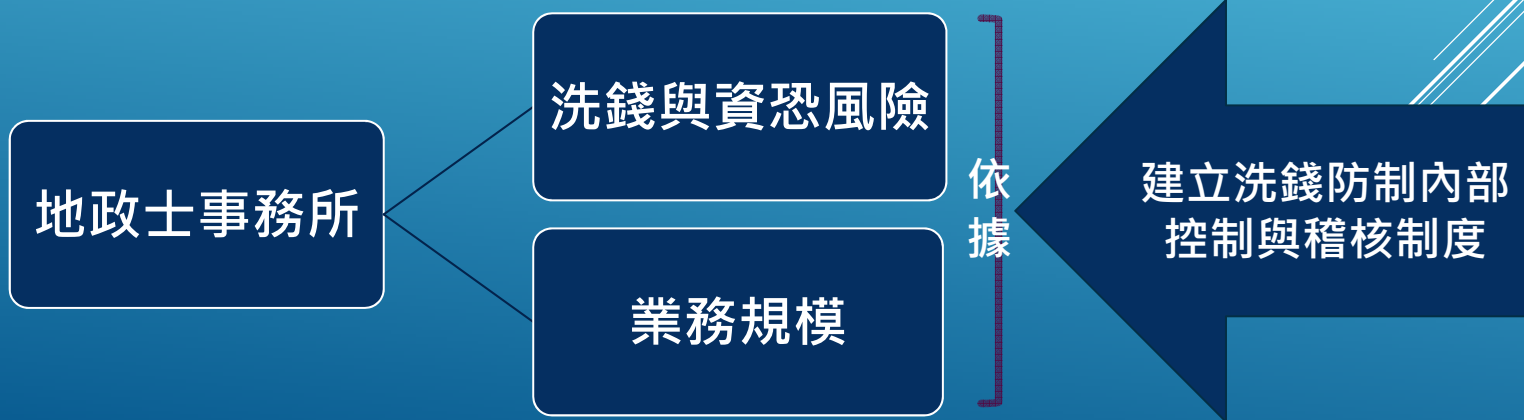 地政士事務所
洗錢與資恐風險
業務規模
依
據
建立洗錢防制內部
控制與稽核制度